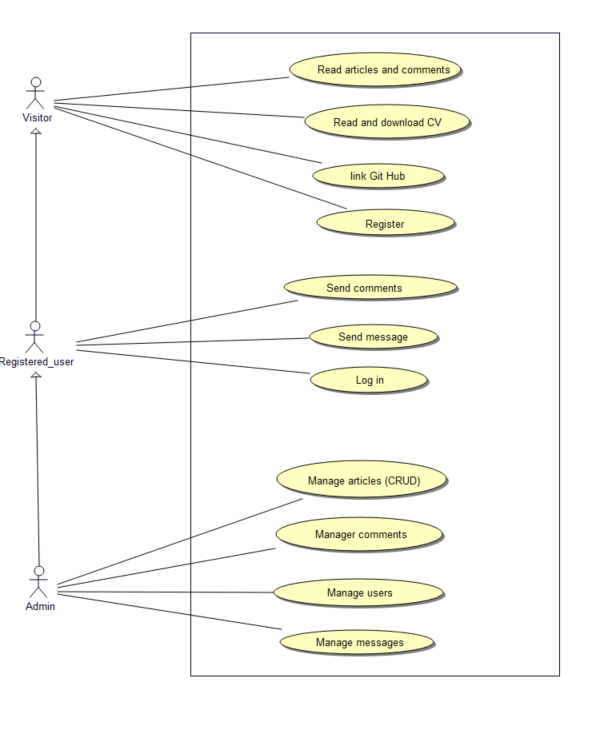 Read articles and comments
Visitor
Read and download CV
link Git Hub
Register
Send comments
Send message
Registered_user
Log in
Manage articles (CRUD)
Manager comments
Manage users
Admin
Manage messages